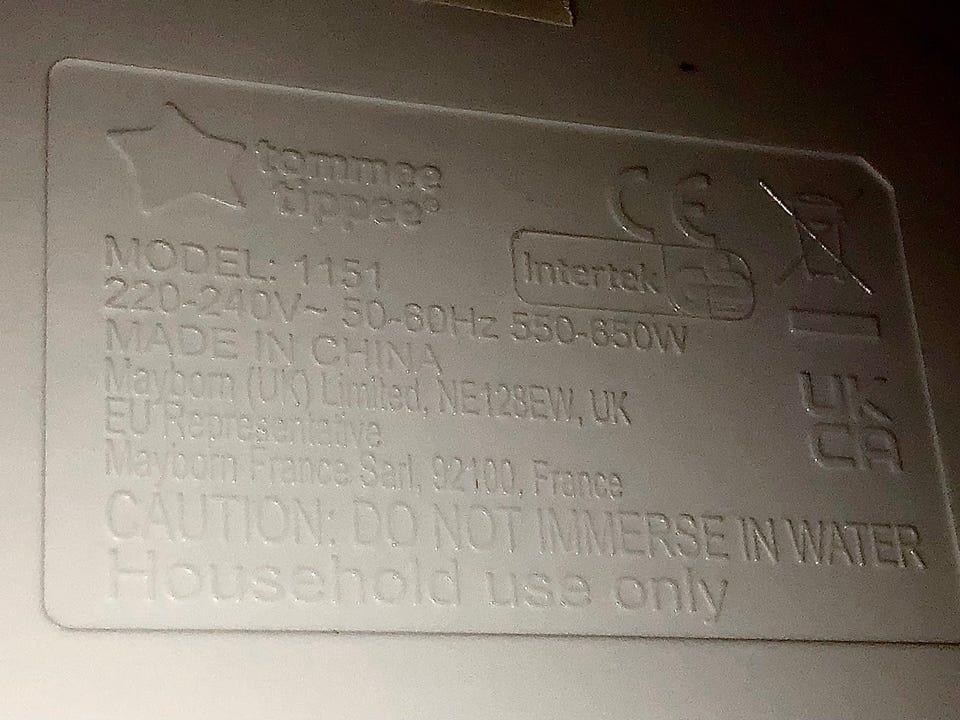 tommee
tippee®
CE
Intertek GS
MODEL: 1151
220-240V~ 50-60Hz 550-650W
MADE IN CHINA
Mayborn (UK) Limited, NE128EW, UK
EU Representative
Mayborn France Sarl, 92100, France
CAUTION: DO NOT IMMERSE IN WATER
Household use only
UK
CA